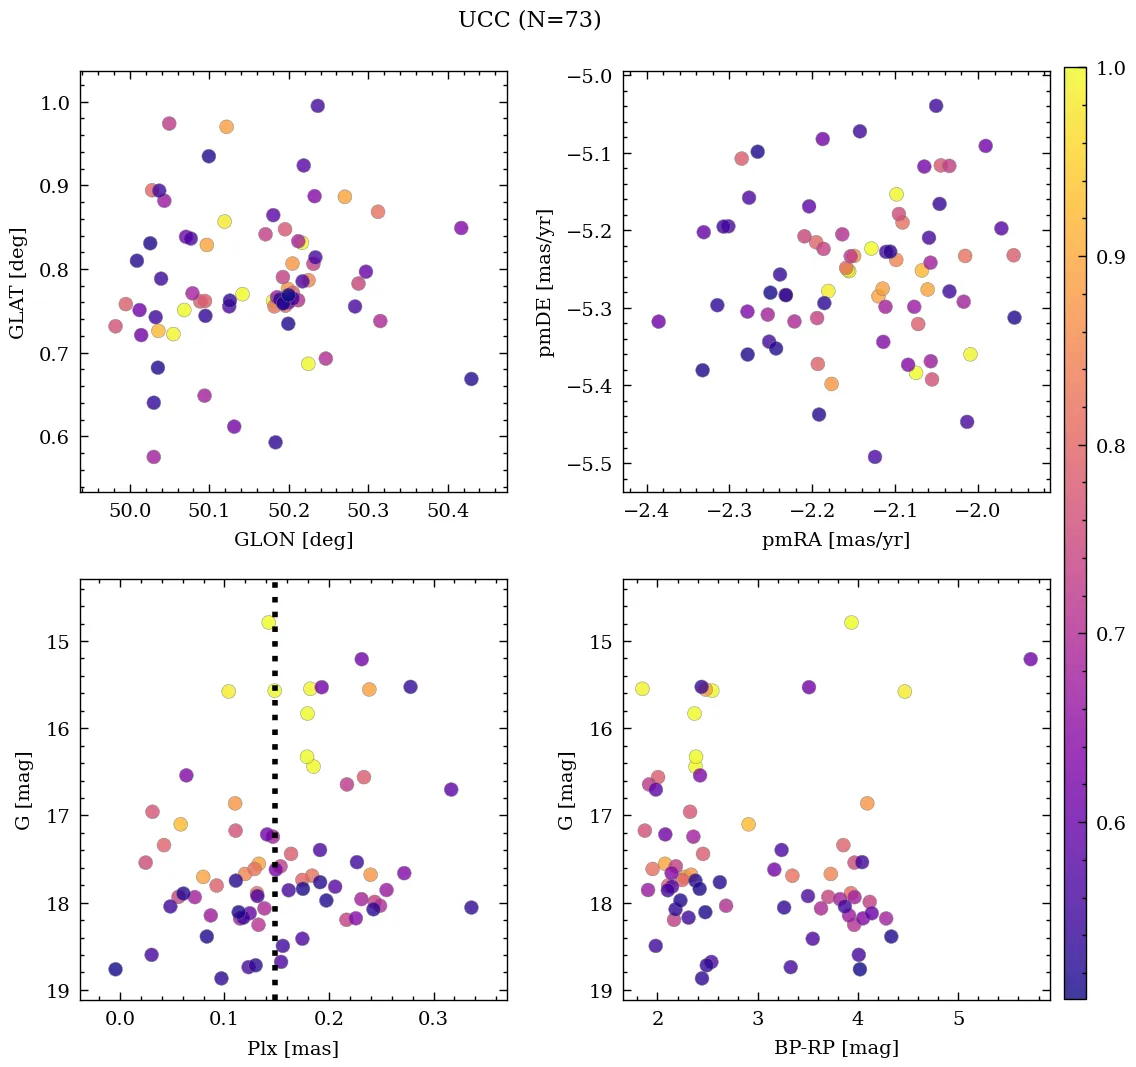 UCC (N=73)
1.0
0.9
0.8
0.7
0.6
GLAT [deg]
50.0 50.1 50.2 50.3 50.4
GLON [deg]
−5.0
−5.1
−5.2
−5.3
−5.4
−5.5
pmDE [mas/yr]
−2.4 −2.3 −2.2 −2.1 −2.0
pmRA [mas/yr]
15
16
17
18
19
G [mag]
0.0 0.1 0.2 0.3
Plx [mas]
15
16
17
18
19
G [mag]
2 3 4 5
BP-RP [mag]
1.0
0.9
0.8
0.7
0.6